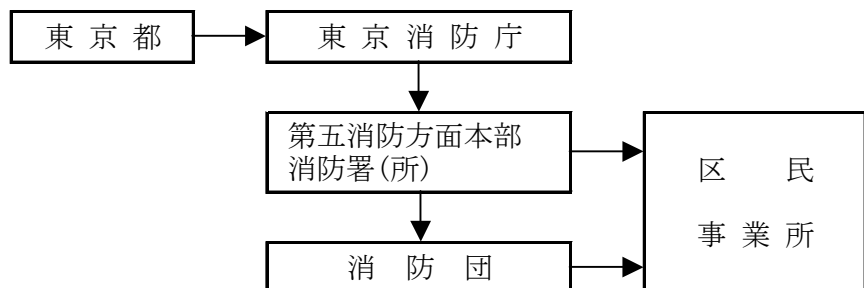 東京都
東京消防庁
第五消防方面本部
消防署(所)
区民
事業所
消防団